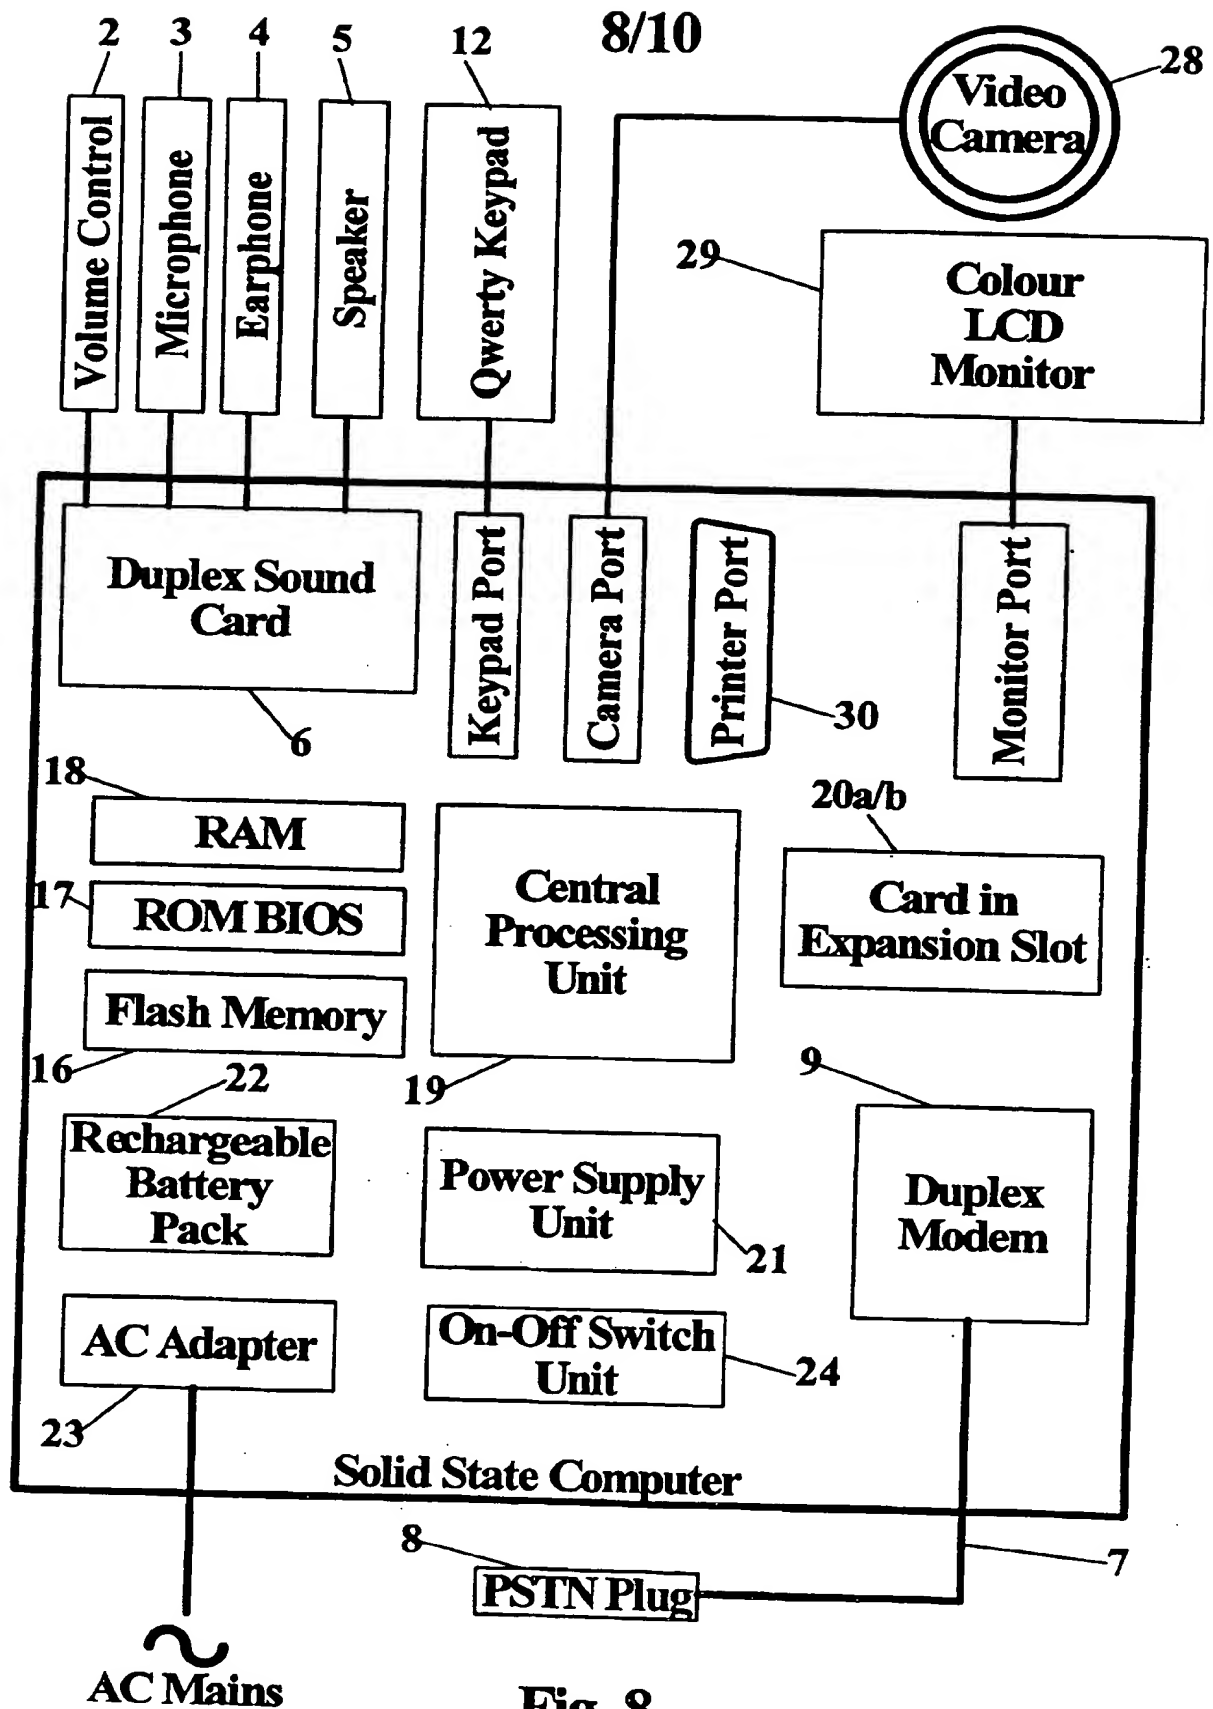 8/10
2
3
4
5
12
28
Video
Camera
Volume Control
Microphone
Earphone
Speaker
Qwerty Keypad
29
Colour
LCD
Monitor
Duplex Sound
Card
6
Keypad Port
Camera Port
Printer Port
30
Monitor Port
18
RAM
17
ROM BIOS
Flash Memory
16
Central
Processing
Unit
19
20a/b
Card in
Expansion Slot
22
Rechargeable
Battery
Pack
Power Supply
Unit
21
9
Duplex
Modem
AC Adapter
23
On-Off Switch
Unit
24
Solid State Computer
8
PSTN Plug
7
AC Mains
Fig. 8